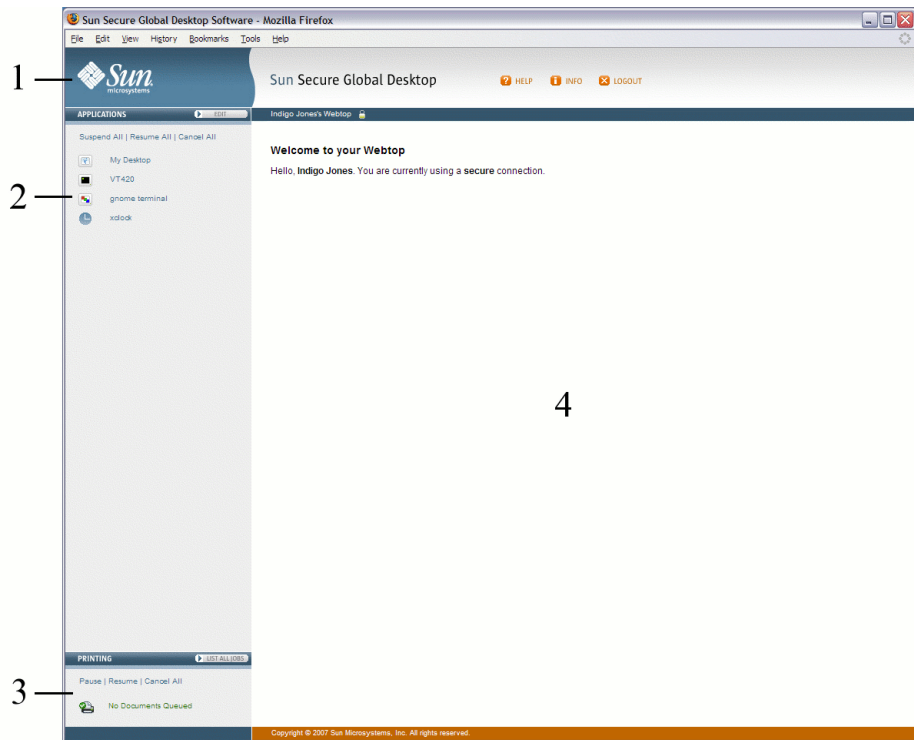 Sun Secure Global Desktop Software - Mozilla Firefox
File Edit View History Bookmarks Tools Help
1
Sun
microsystems
Sun Secure Global Desktop
? HELP i INFO LOGOUT
APPLICATIONS EDIT
Indigo Jones's Webtop
Suspend All | Resume All | Cancel All
Welcome to your Webtop
My Desktop
Hello, Indigo Jones. You are currently using a secure connection.
VT420
2
gnome terminal
xclock
4
PRINTING LIST ALL JOBS
Pause | Resume | Cancel All
3
No Documents Queued
Copyright © 2007 Sun Microsystems, Inc. All rights reserved.